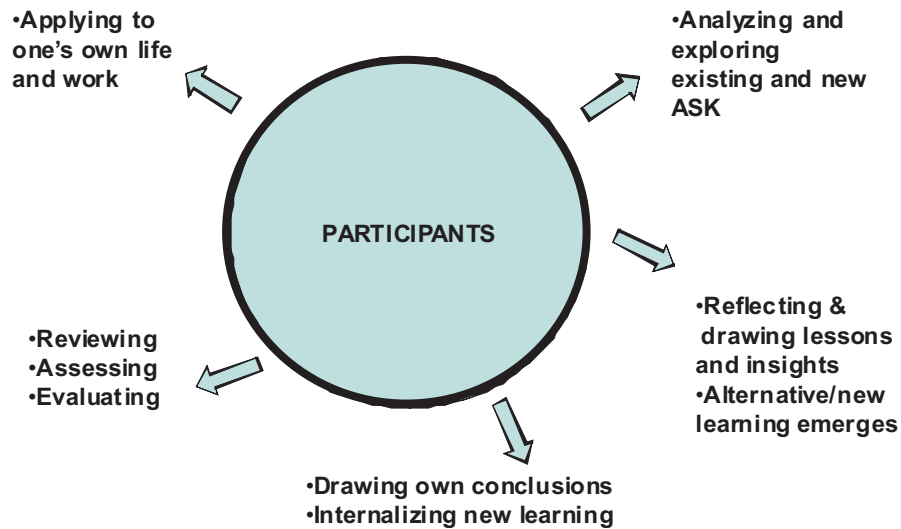 •Applying to
one's own life
and work
•Analyzing and
exploring
existing and new
ASK
PARTICIPANTS
•Reflecting &
drawing lessons
and insights
•Alternative/new
learning emerges
•Reviewing
•Assessing
•Evaluating
•Drawing own conclusions
•Internalizing new learning